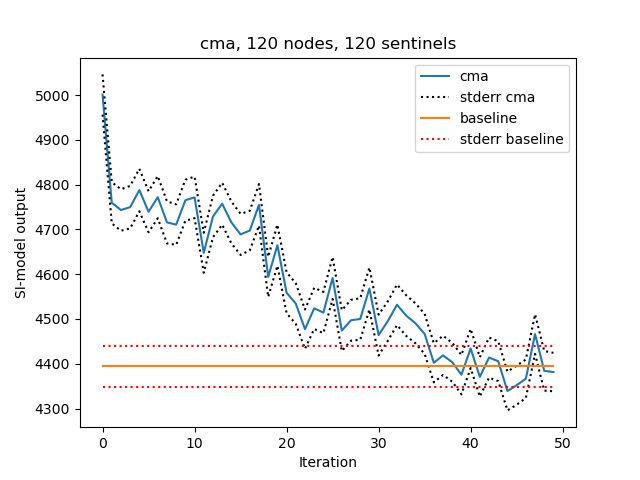 cma, 120 nodes, 120 sentinels
cma
stderr cma
baseline
stderr baseline
SI-model output
5000
4900
4800
4700
4600
4500
4400
4300
0 10 20 30 40 50
Iteration